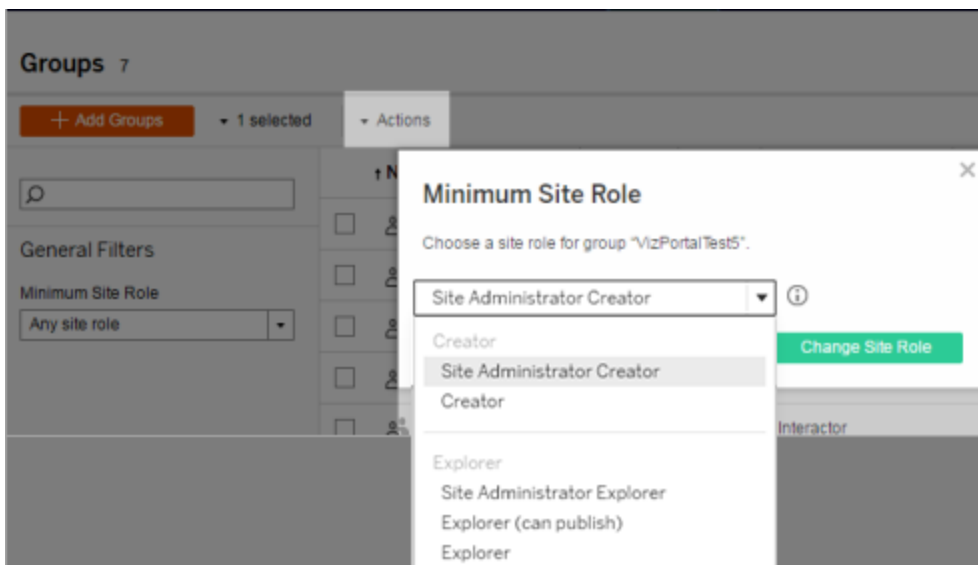 Groups 7
+ Add Groups
1 selected
Actions
↑ N
General Filters
Minimum Site Role
Any site role
Minimum Site Role
Choose a site role for group "VizPortalTest5".
Site Administrator Creator
Creator
Site Administrator Creator
Creator
Change Site Role
Interactor
Explorer
Site Administrator Explorer
Explorer (can publish)
Explorer